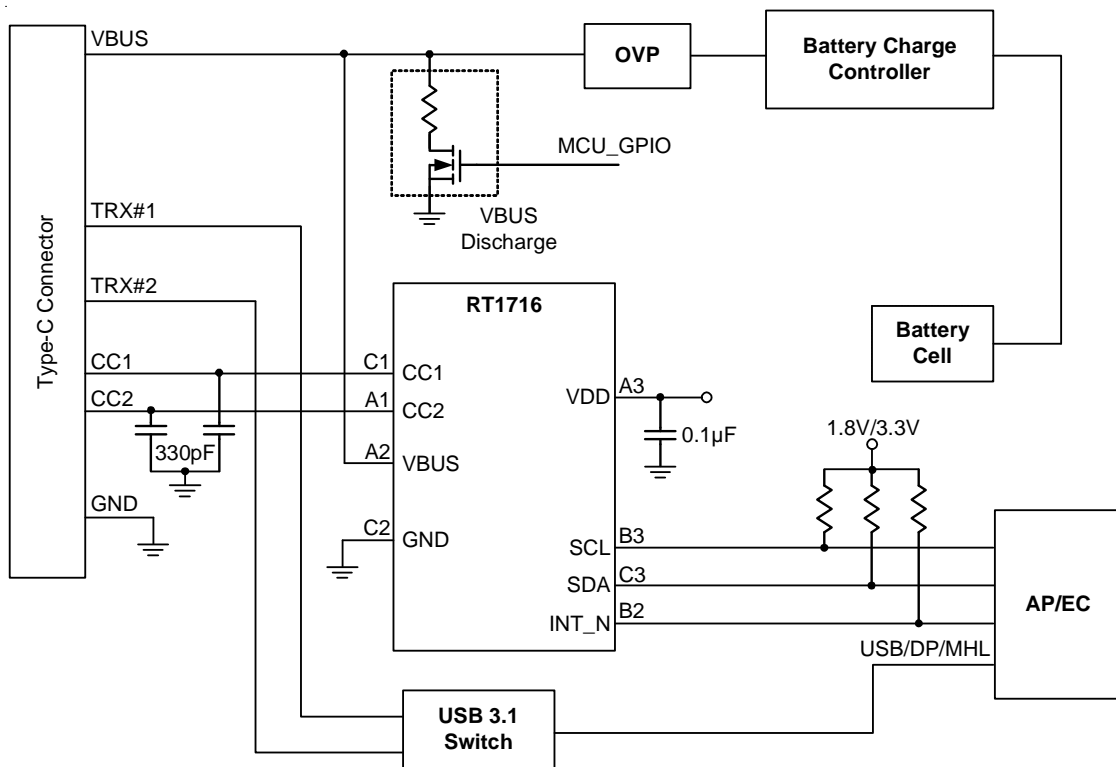 VBUS
OVP
Battery Charge
Controller
MCU_GPIO
VBUS
Discharge
Type-C Connector
TRX#1
TRX#2
RT1716
Battery
Cell
CC1
C1
CC1
CC2
A1
CC2
VDD
A3
330pF
0.1µF
1.8V/3.3V
A2
VBUS
GND
C2
GND
SCL
B3
SDA
C3
INT_N
B2
AP/EC
USB/DP/MHL
USB 3.1
Switch